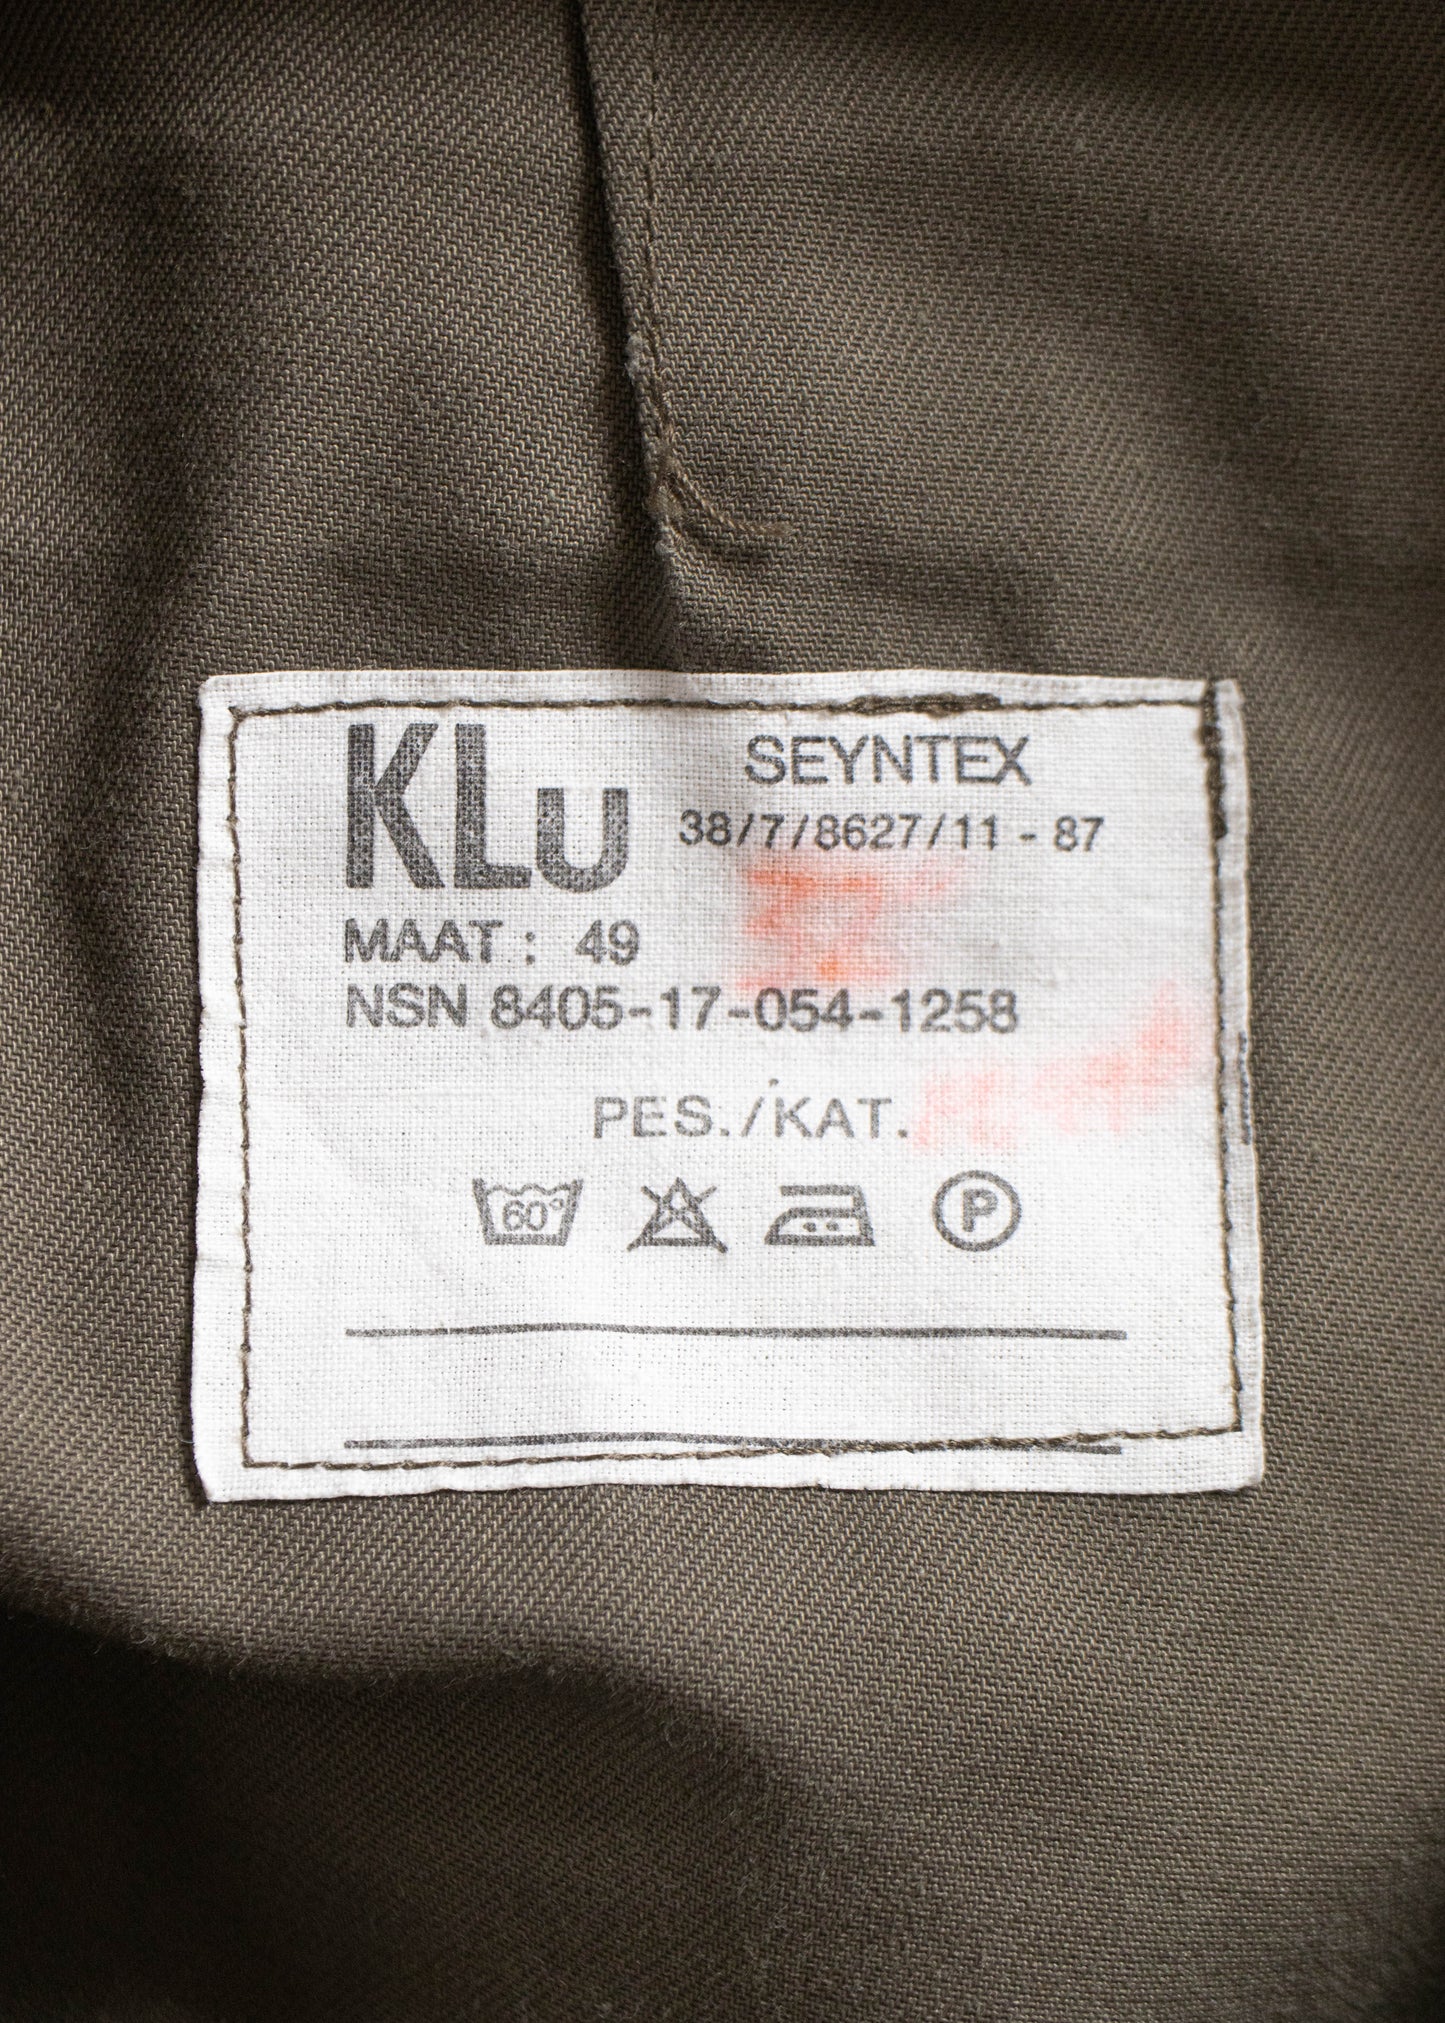 KLu
SEYNTEX
38/7/8627/11 - 87
MAAT : 49
NSN 8405-17-054-1258
PES./KAT.
60°
P